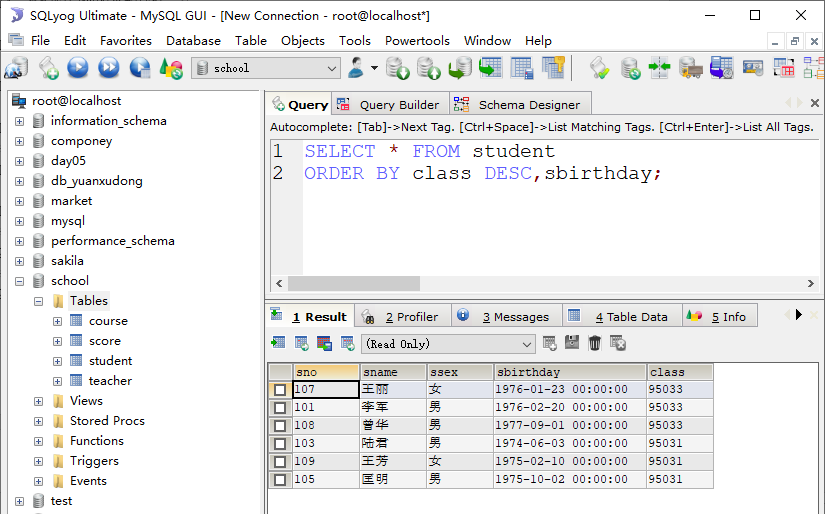 SQLyog Ultimate - MySQL GUI - [New Connection - root@localhost*]
File Edit Favorites Database Table Objects Tools Powertools Window Help
school
root@localhost
information_schema
componey
day05
db_yuanxudong
market
mysql
performance_schema
sakila
school
Tables
course
score
student
teacher
Views
Stored Procs
Functions
Triggers
Events
test
Query Query Builder Schema Designer
Autocomplete: [Tab]->Next Tag. [Ctrl+Space]->List Matching Tags. [Ctrl+Enter]->List All Tags.
1 SELECT * FROM student
2 ORDER BY class DESC,sbirthday;
1 Result 2 Profiler 3 Messages 4 Table Data 5 Info
(Read Only)
sno sname ssex sbirthday class
107 王丽 女 1976-01-23 00:00:00 95033
101 李军 男 1976-02-20 00:00:00 95033
108 曾华 男 1977-09-01 00:00:00 95033
103 陆君 男 1974-06-03 00:00:00 95031
109 王芳 女 1975-02-10 00:00:00 95031
105 匡明 男 1975-10-02 00:00:00 95031